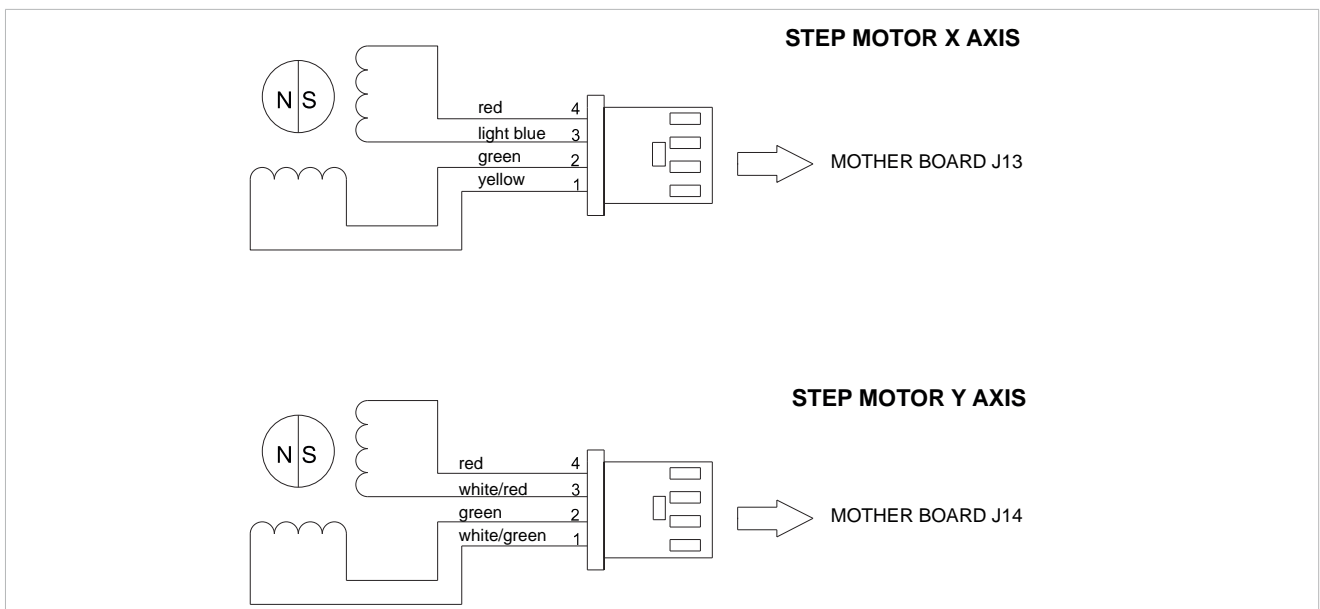 STEP MOTOR X AXIS
N S
red 4
light blue 3
green 2
yellow 1
MOTHER BOARD J13
STEP MOTOR Y AXIS
N S
red 4
white/red 3
green 2
white/green 1
MOTHER BOARD J14